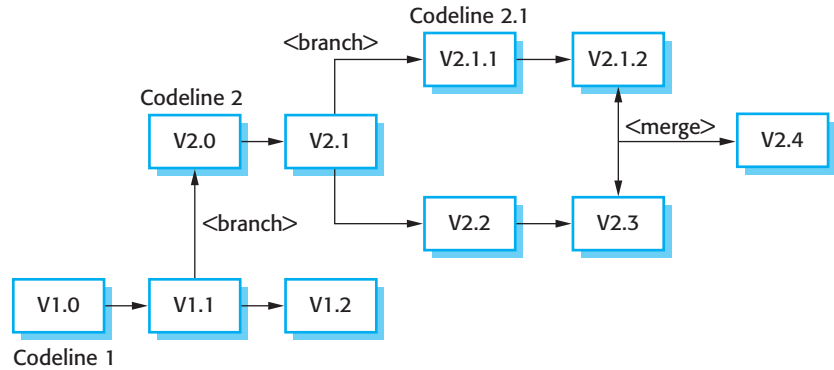 Codeline 2.1
<branch>
V2.1.1
V2.1.2
Codeline 2
V2.0
V2.1
<merge>
V2.4
<branch>
V2.2
V2.3
V1.0
V1.1
V1.2
Codeline 1